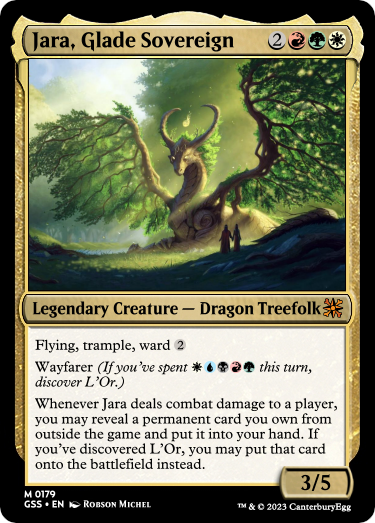 Jara, Glade Sovereign 2
Legendary Creature — Dragon Treefolk
Flying, trample, ward 2
Wayfarer (If you've spent this turn,
discover L'Or.)
Whenever Jara deals combat damage to a player,
you may reveal a permanent card you own from
outside the game and put it into your hand. If
you've discovered L'Or, you may put that card
onto the battlefield instead.
3/5
M 0179
GSS • EN Robson Michel
™ & © 2023 CanterburyEgg